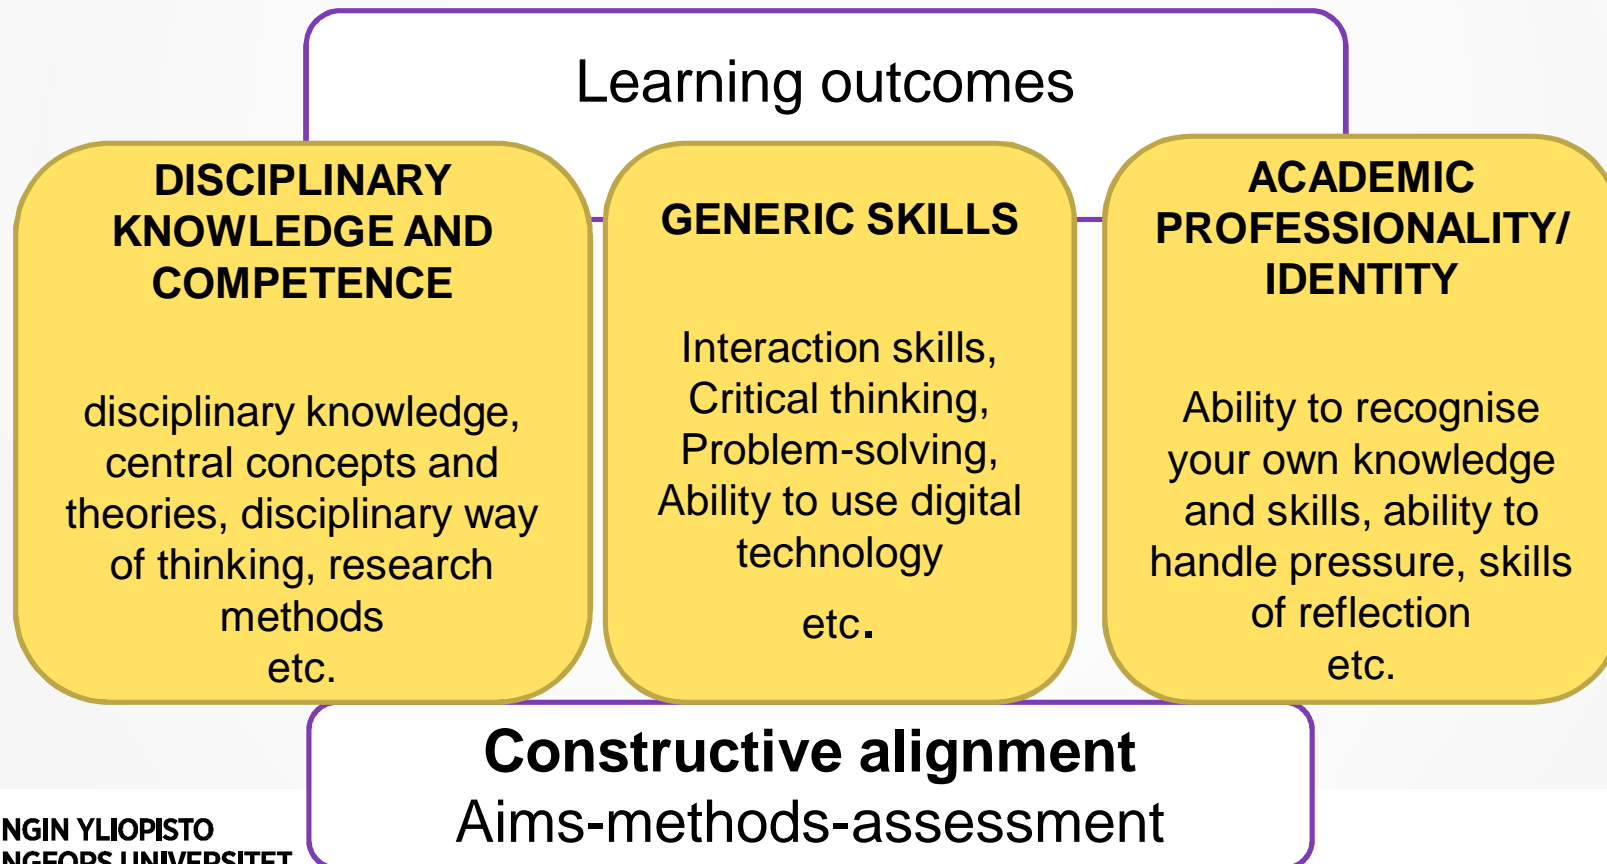 Learning outcomes
DISCIPLINARY
KNOWLEDGE AND
COMPETENCE
disciplinary knowledge,
central concepts and
theories, disciplinary way
of thinking, research
methods
etc.
GENERIC SKILLS
Interaction skills,
Critical thinking,
Problem-solving,
Ability to use digital
technology
etc.
ACADEMIC
PROFESSIONALITY/
IDENTITY
Ability to recognise
your own knowledge
and skills, ability to
handle pressure, skills
of reflection
etc.
Constructive alignment
Aims-methods-assessment
NGIN YLIOPISTO
NGFORS UNIVERSITET